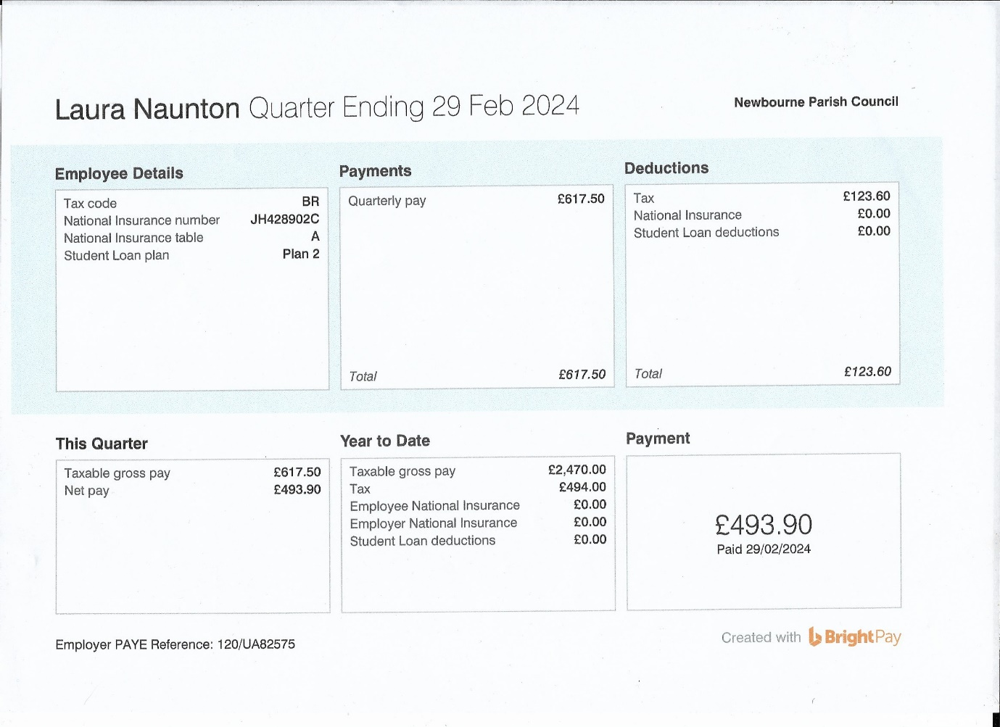 Laura Naunton Quarter Ending 29 Feb 2024
Newbourne Parish Council
Employee Details
Tax code BR
National Insurance number JH428902C
National Insurance table A
Student Loan plan Plan 2
Payments
Quarterly pay £617.50
Total £617.50
Deductions
Tax £123.60
National Insurance £0.00
Student Loan deductions £0.00
Total £123.60
This Quarter
Taxable gross pay £617.50
Net pay £493.90
Year to Date
Taxable gross pay £2,470.00
Tax £494.00
Employee National Insurance £0.00
Employer National Insurance £0.00
Student Loan deductions £0.00
Payment
£493.90
Paid 29/02/2024
Employer PAYE Reference: 120/UA82575
Created with BrightPay